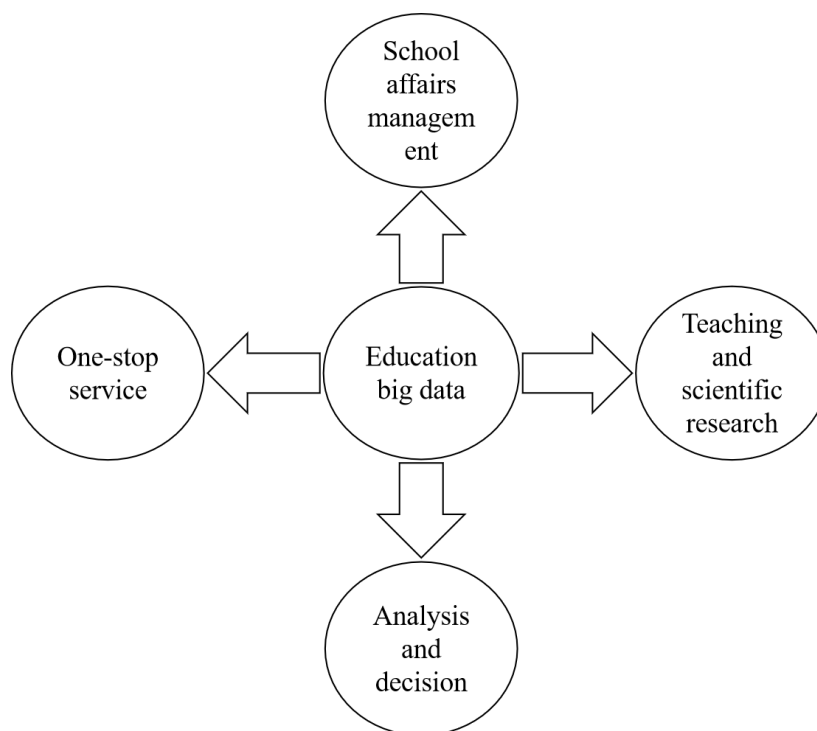 School
affairs
managem
ent
One-stop
service
Education
big data
Teaching
and
scientific
research
Analysis
and
decision